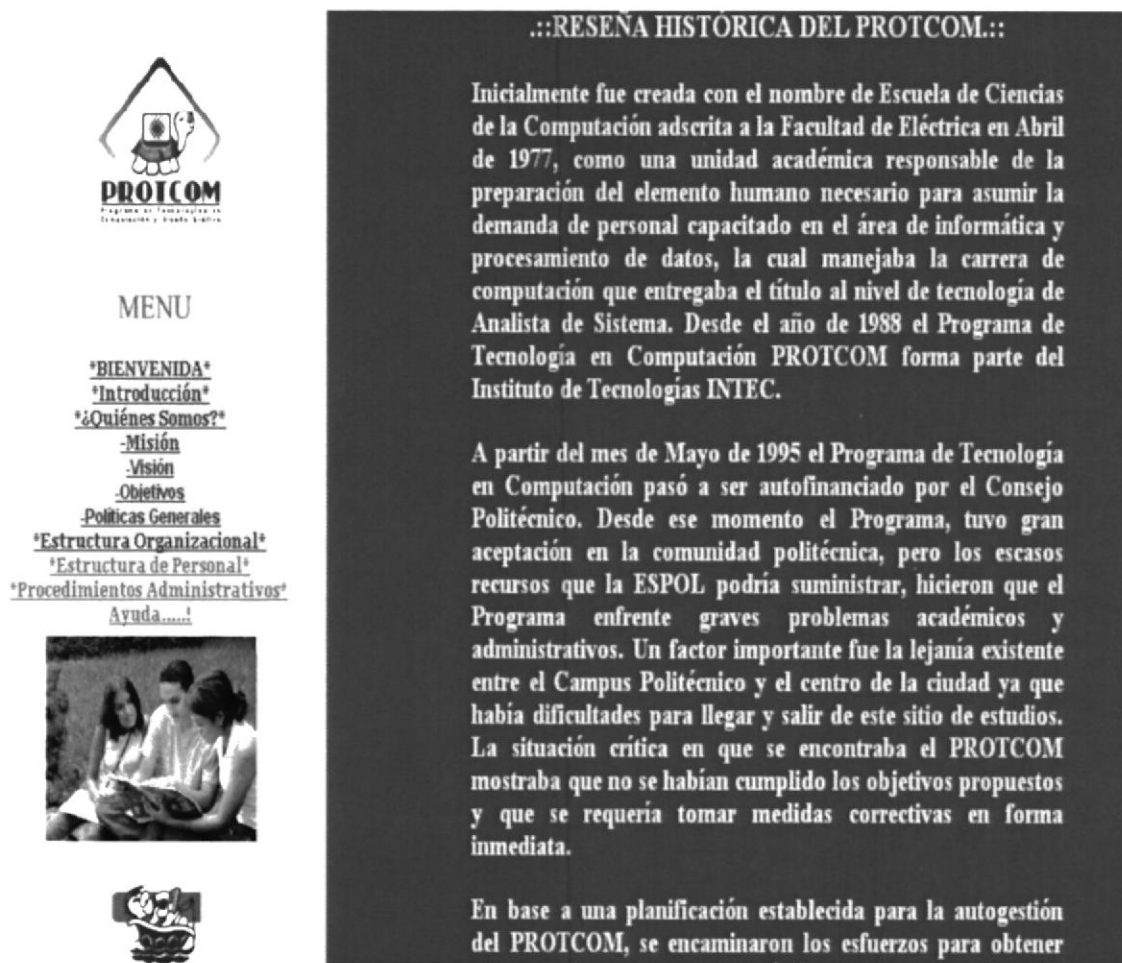 PROTCOM
Programa de Tecnologías en
Computación y Diseño Gráfico
MENU
*BIENVENIDA*
*Introducción*
*¿Quiénes Somos?*
-Misión
-Visión
-Objetivos
-Políticas Generales
*Estructura Organizacional*
*Estructura de Personal*
*Procedimientos Administrativos*
Ayuda.....!
.::RESEÑA HISTÓRICA DEL PROTCOM.::
Inicialmente fue creada con el nombre de Escuela de Ciencias
de la Computación adscrita a la Facultad de Eléctrica en Abril
de 1977, como una unidad académica responsable de la
preparación del elemento humano necesario para asumir la
demanda de personal capacitado en el área de informática y
procesamiento de datos, la cual manejaba la carrera de
computación que entregaba el título al nivel de tecnología de
Analista de Sistema. Desde el año de 1988 el Programa de
Tecnología en Computación PROTCOM forma parte del
Instituto de Tecnologías INTEC.
A partir del mes de Mayo de 1995 el Programa de Tecnología
en Computación pasó a ser autofinanciado por el Consejo
Politécnico. Desde ese momento el Programa, tuvo gran
aceptación en la comunidad politécnica, pero los escasos
recursos que la ESPOL podría suministrar, hicieron que el
Programa enfrente graves problemas académicos y
administrativos. Un factor importante fue la lejanía existente
entre el Campus Politécnico y el centro de la ciudad ya que
había dificultades para llegar y salir de este sitio de estudios.
La situación crítica en que se encontraba el PROTCOM
mostraba que no se habían cumplido los objetivos propuestos
y que se requería tomar medidas correctivas en forma
inmediata.
En base a una planificación establecida para la autogestión
del PROTCOM, se encaminaron los esfuerzos para obtener